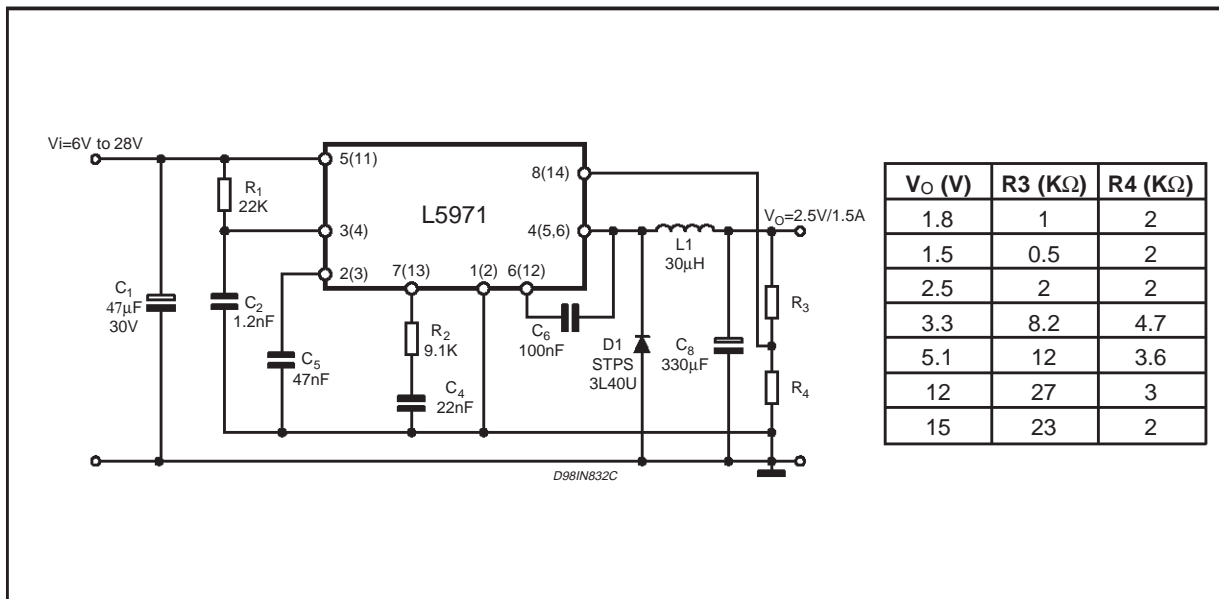 Vi=6V to 28V
5(11)
8(14)
R1
22K
L5971
VO=2.5V/1.5A
3(4)
4(5,6)
L1
30µH
2(3)
7(13)
1(2)
6(12)
C1
47µF
30V
C2
1.2nF
R2
9.1K
C6
100nF
R3
D1
STPS
3L40U
C8
330µF
C5
47nF
C4
22nF
R4
D98IN832C
VO (V) R3 (KΩ) R4 (KΩ)
1.8 1 2
1.5 0.5 2
2.5 2 2
3.3 8.2 4.7
5.1 12 3.6
12 27 3
15 23 2